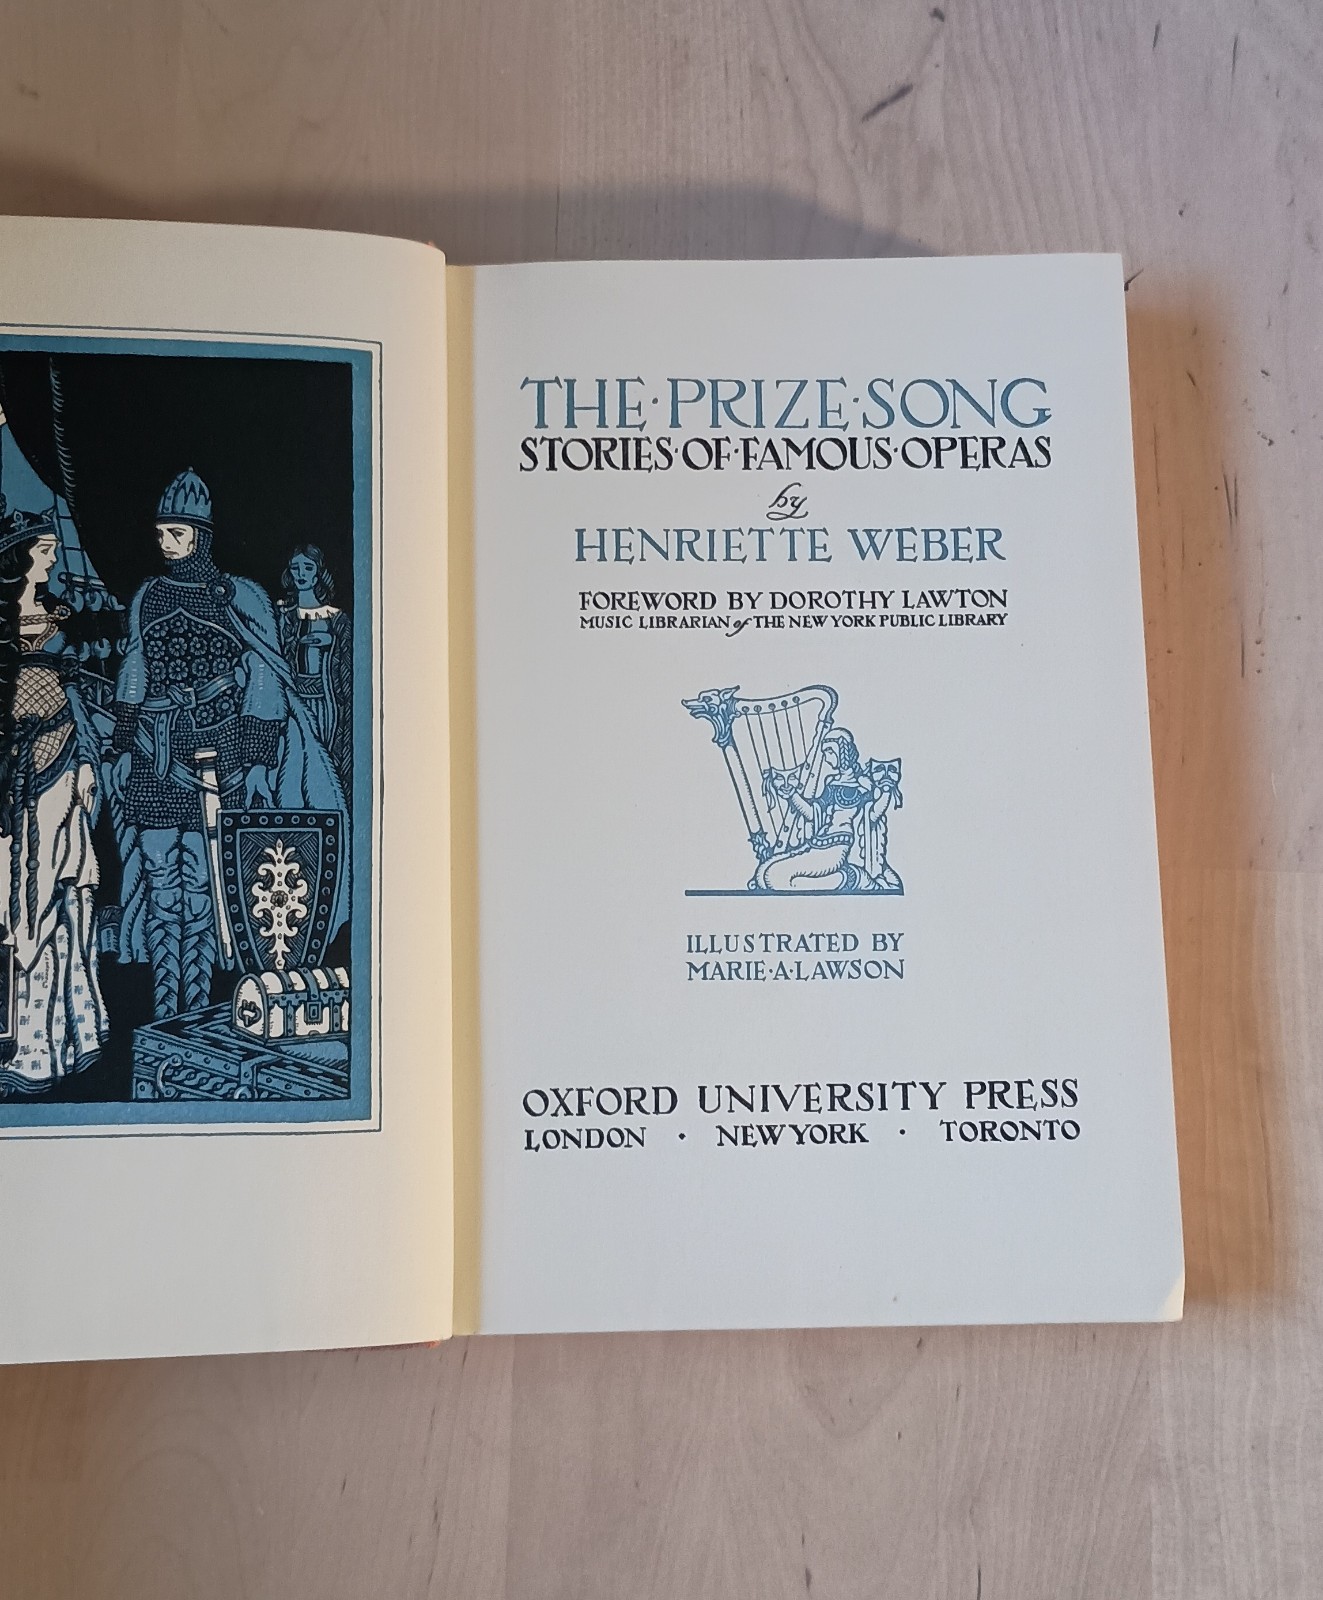 THE·PRIZE·SONG
STORIES·OF·FAMOUS·OPERAS
by
HENRIETTE WEBER
FOREWORD BY DOROTHY LAWTON
MUSIC LIBRARIAN of THE NEW YORK PUBLIC LIBRARY
ILLUSTRATED BY
MARIE·A·LAWSON
OXFORD UNIVERSITY PRESS
LONDON · NEW YORK · TORONTO